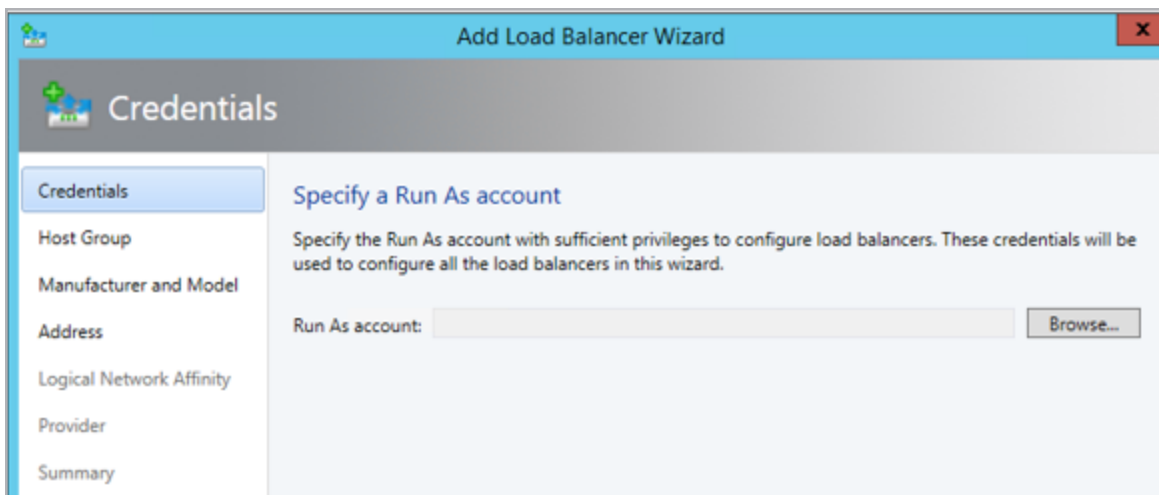 Add Load Balancer Wizard
x
Credentials
Credentials
Host Group
Manufacturer and Model
Address
Logical Network Affinity
Provider
Summary
Specify a Run As account
Specify the Run As account with sufficient privileges to configure load balancers. These credentials will be
used to configure all the load balancers in this wizard.
Run As account:
Browse...